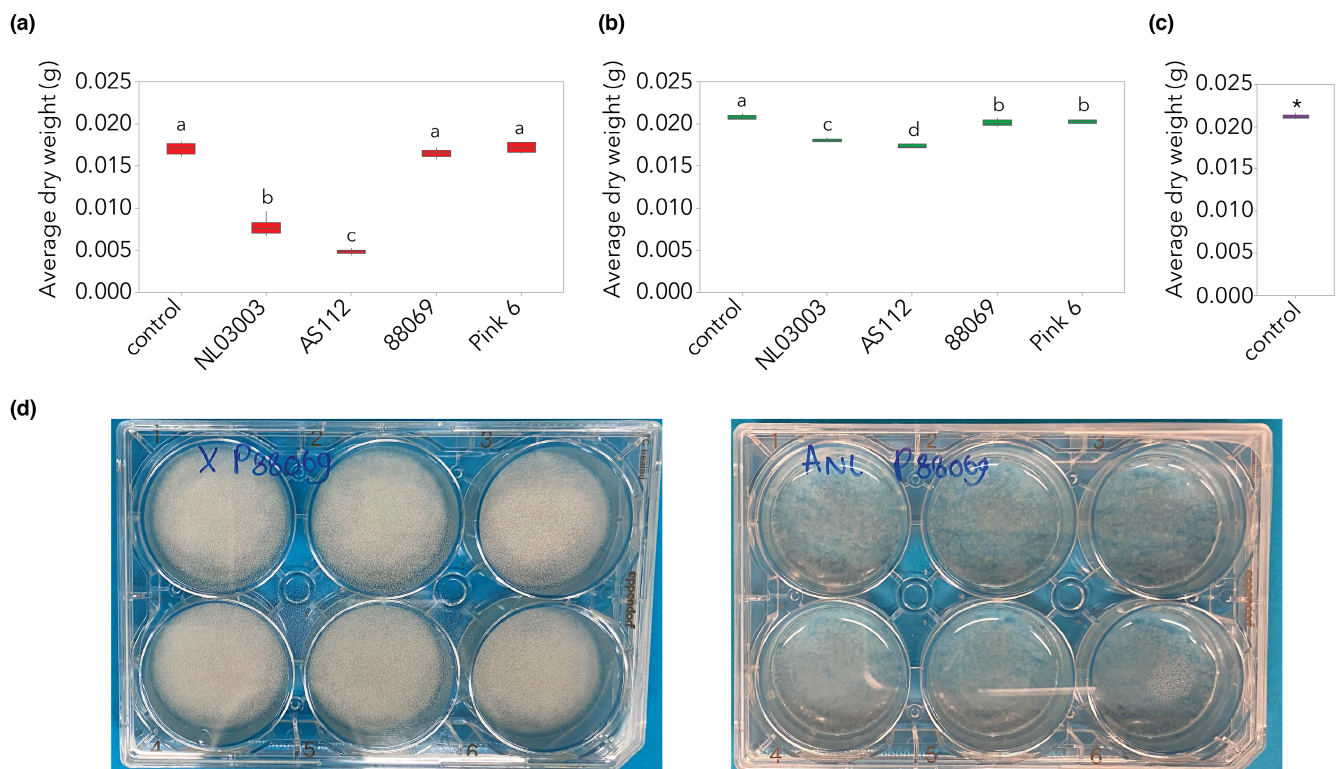 (a)
Average dry weight (g)
0.025
0.020
0.015
0.010
0.005
0.000
a
b
c
a
a
control
NL03003
AS112
88069
Pink 6
(b)
Average dry weight (g)
0.025
0.020
0.015
0.010
0.005
0.000
a
c
d
b
b
control
NL03003
AS112
88069
Pink 6
(c)
Average dry weight (g)
0.025
0.020
0.015
0.010
0.005
0.000
*
control
(d)
1 2 3
X P88069
eppendorf
4 5 6
1 2 3
ANL P88069
eppendorf
4 5 6